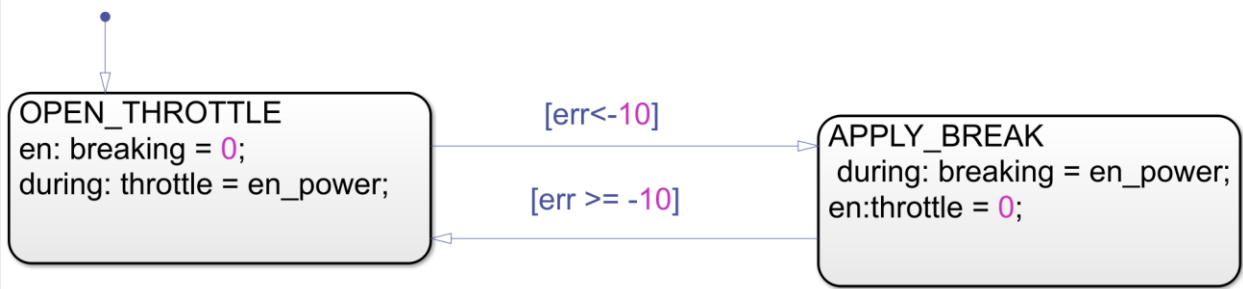 OPEN_THROTTLE
en: breaking = 0;
during: throttle = en_power;
[err<-10]
[err >= -10]
APPLY_BREAK
during: breaking = en_power;
en:throttle = 0;